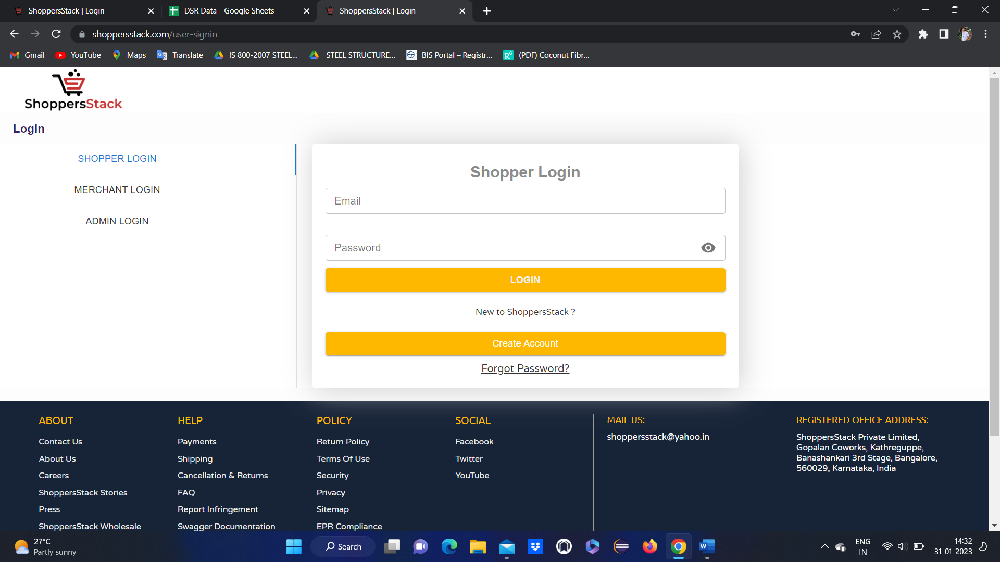 ShoppersStack | Login
DSR Data - Google Sheets
ShoppersStack | Login
shoppersstack.com/user-signin
Gmail
YouTube
Maps
Translate
IS 800-2007 STEEL...
STEEL STRUCTURE...
BIS Portal – Registr...
(PDF) Coconut Fibr...
ShoppersStack
Login
SHOPPER LOGIN
MERCHANT LOGIN
ADMIN LOGIN
Shopper Login
Email
Password
LOGIN
New to ShoppersStack ?
Create Account
Forgot Password?
ABOUT
Contact Us
About Us
Careers
ShoppersStack Stories
Press
ShoppersStack Wholesale
HELP
Payments
Shipping
Cancellation & Returns
FAQ
Report Infringement
Swagger Documentation
POLICY
Return Policy
Terms Of Use
Security
Privacy
Sitemap
EPR Compliance
SOCIAL
Facebook
Twitter
YouTube
MAIL US:
shoppersstack@yahoo.in
REGISTERED OFFICE ADDRESS:
ShoppersStack Private Limited,
Gopalan Coworks, Kathreguppe,
Banashankari 3rd Stage, Bangalore,
560029, Karnataka, India
27°C
Partly sunny
Search
ENG
IN
14:32
31-01-2023